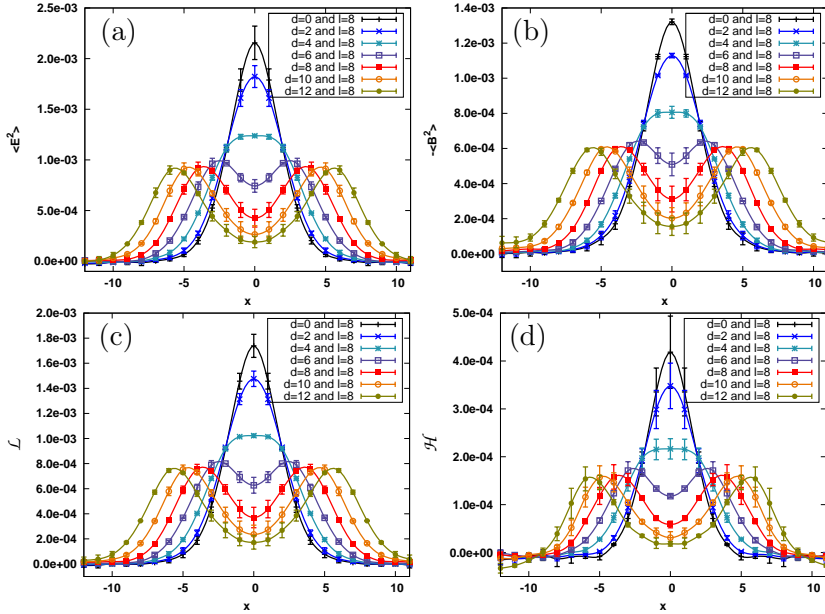 (a)
2.5e-03
2.0e-03
1.5e-03
1.0e-03
5.0e-04
0.0e+00
<E²>
-10
-5
0
5
10
x
d=0 and l=8
d=2 and l=8
d=4 and l=8
d=6 and l=8
d=8 and l=8
d=10 and l=8
d=12 and l=8
(b)
1.4e-03
1.2e-03
1.0e-03
8.0e-04
6.0e-04
4.0e-04
2.0e-04
0.0e+00
-<B²>
-10
-5
0
5
10
x
d=0 and l=8
d=2 and l=8
d=4 and l=8
d=6 and l=8
d=8 and l=8
d=10 and l=8
d=12 and l=8
(c)
2.0e-03
1.8e-03
1.6e-03
1.4e-03
1.2e-03
1.0e-03
8.0e-04
6.0e-04
4.0e-04
2.0e-04
0.0e+00
ℒ
-10
-5
0
5
10
x
d=0 and l=8
d=2 and l=8
d=4 and l=8
d=6 and l=8
d=8 and l=8
d=10 and l=8
d=12 and l=8
(d)
5.0e-04
4.0e-04
3.0e-04
2.0e-04
1.0e-04
0.0e+00
ℋ
-10
-5
0
5
10
x
d=0 and l=8
d=2 and l=8
d=4 and l=8
d=6 and l=8
d=8 and l=8
d=10 and l=8
d=12 and l=8